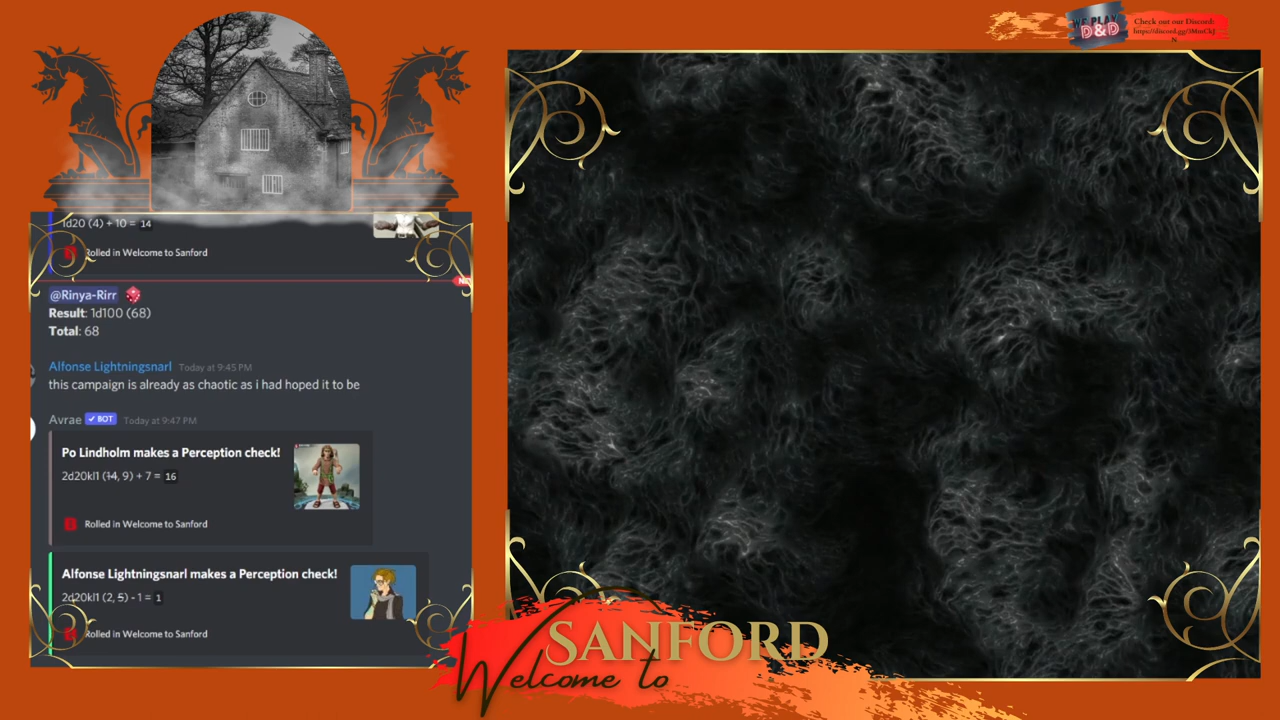 WE PLAY
D&D
Check out our Discord:
1d20 (4) + 10 = 14
Rolled in Welcome to Sanford
@Rinya-Rirr
Result: 1d100 (68)
Total: 68
Alfonse Lightningsnarl Today at 9:45 PM
this campaign is already as chaotic as i had hoped it to be
Avrae ✓ BOT Today at 9:47 PM
Po Lindholm makes a Perception check!
2d20kl1 (14, 9) + 7 = 16
Rolled in Welcome to Sanford
Alfonse Lightningsnarl makes a Perception check!
2d20kl1 (2, 5) - 1 = 1
Rolled in Welcome to Sanford
Welcome to
SANFORD